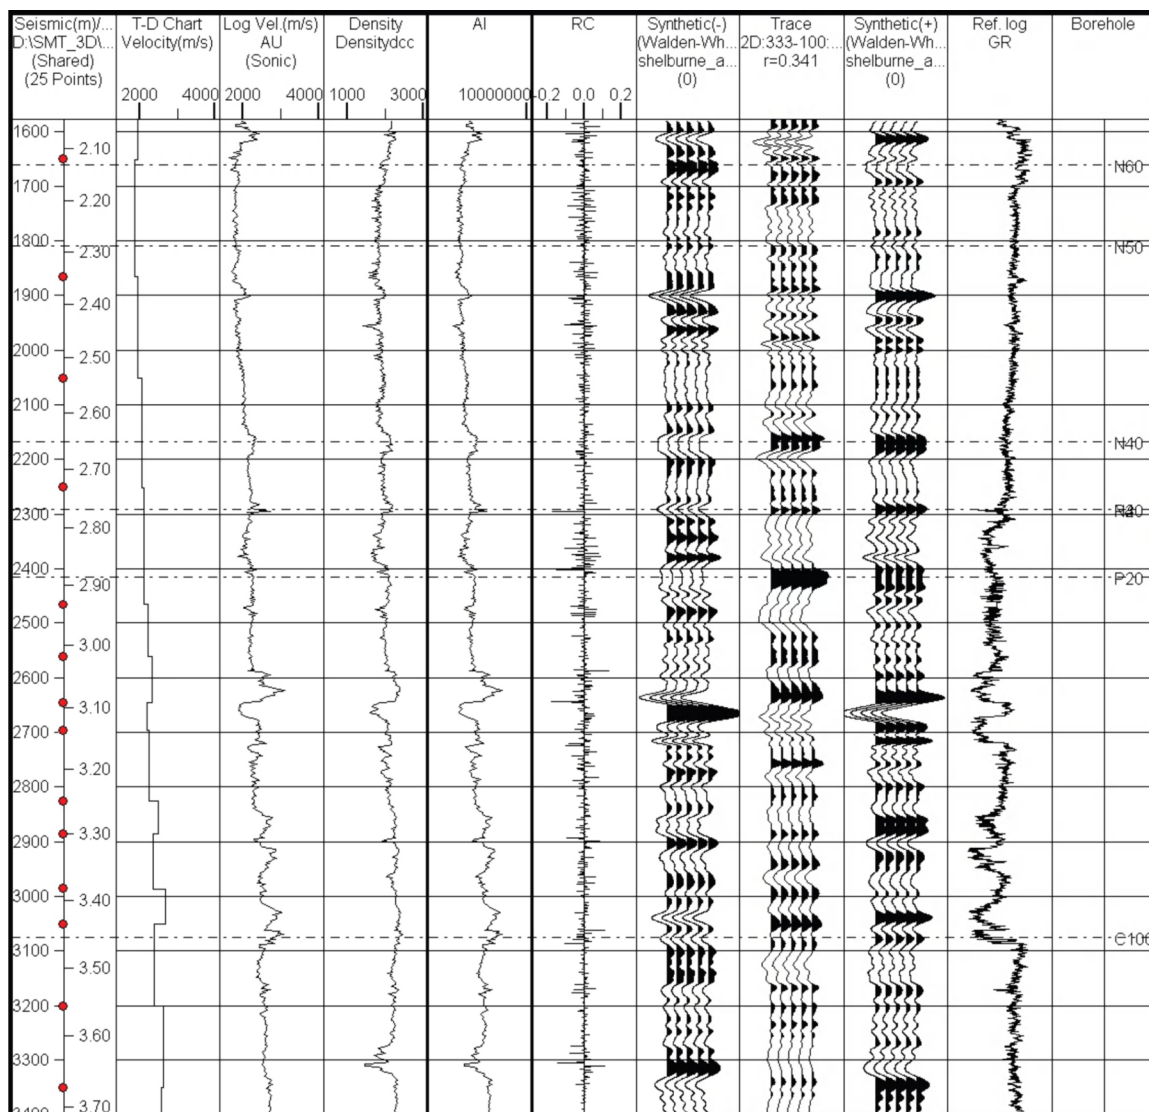 Seismic(m)/...
D:\SMT_3D\...
(Shared)
(25 Points)
T-D Chart
Velocity(m/s)
2000 4000
Log Vel.(m/s)
AU
(Sonic)
2000 4000
Density
Densitydcc
1000 3000
AI
10000000
RC
-0.2 0.0 0.2
Synthetic(-)
(Walden-Wh...
shelburne_a...
(0)
Trace
2D:333-100:...
r=0.341
Synthetic(+)
(Walden-Wh...
shelburne_a...
(0)
Ref. log
GR
Borehole
1600
2.10
N60
1700
2.20
1800
N50
2.30
1900
2.40
2000
2.50
2100
2.60
N40
2200
2.70
2300
2.80
2400
P20
2.90
2500
3.00
2600
3.10
2700
3.20
2800
3.30
2900
3000
3.40
C100
3100
3.50
3200
3.60
3300
3.70
3400